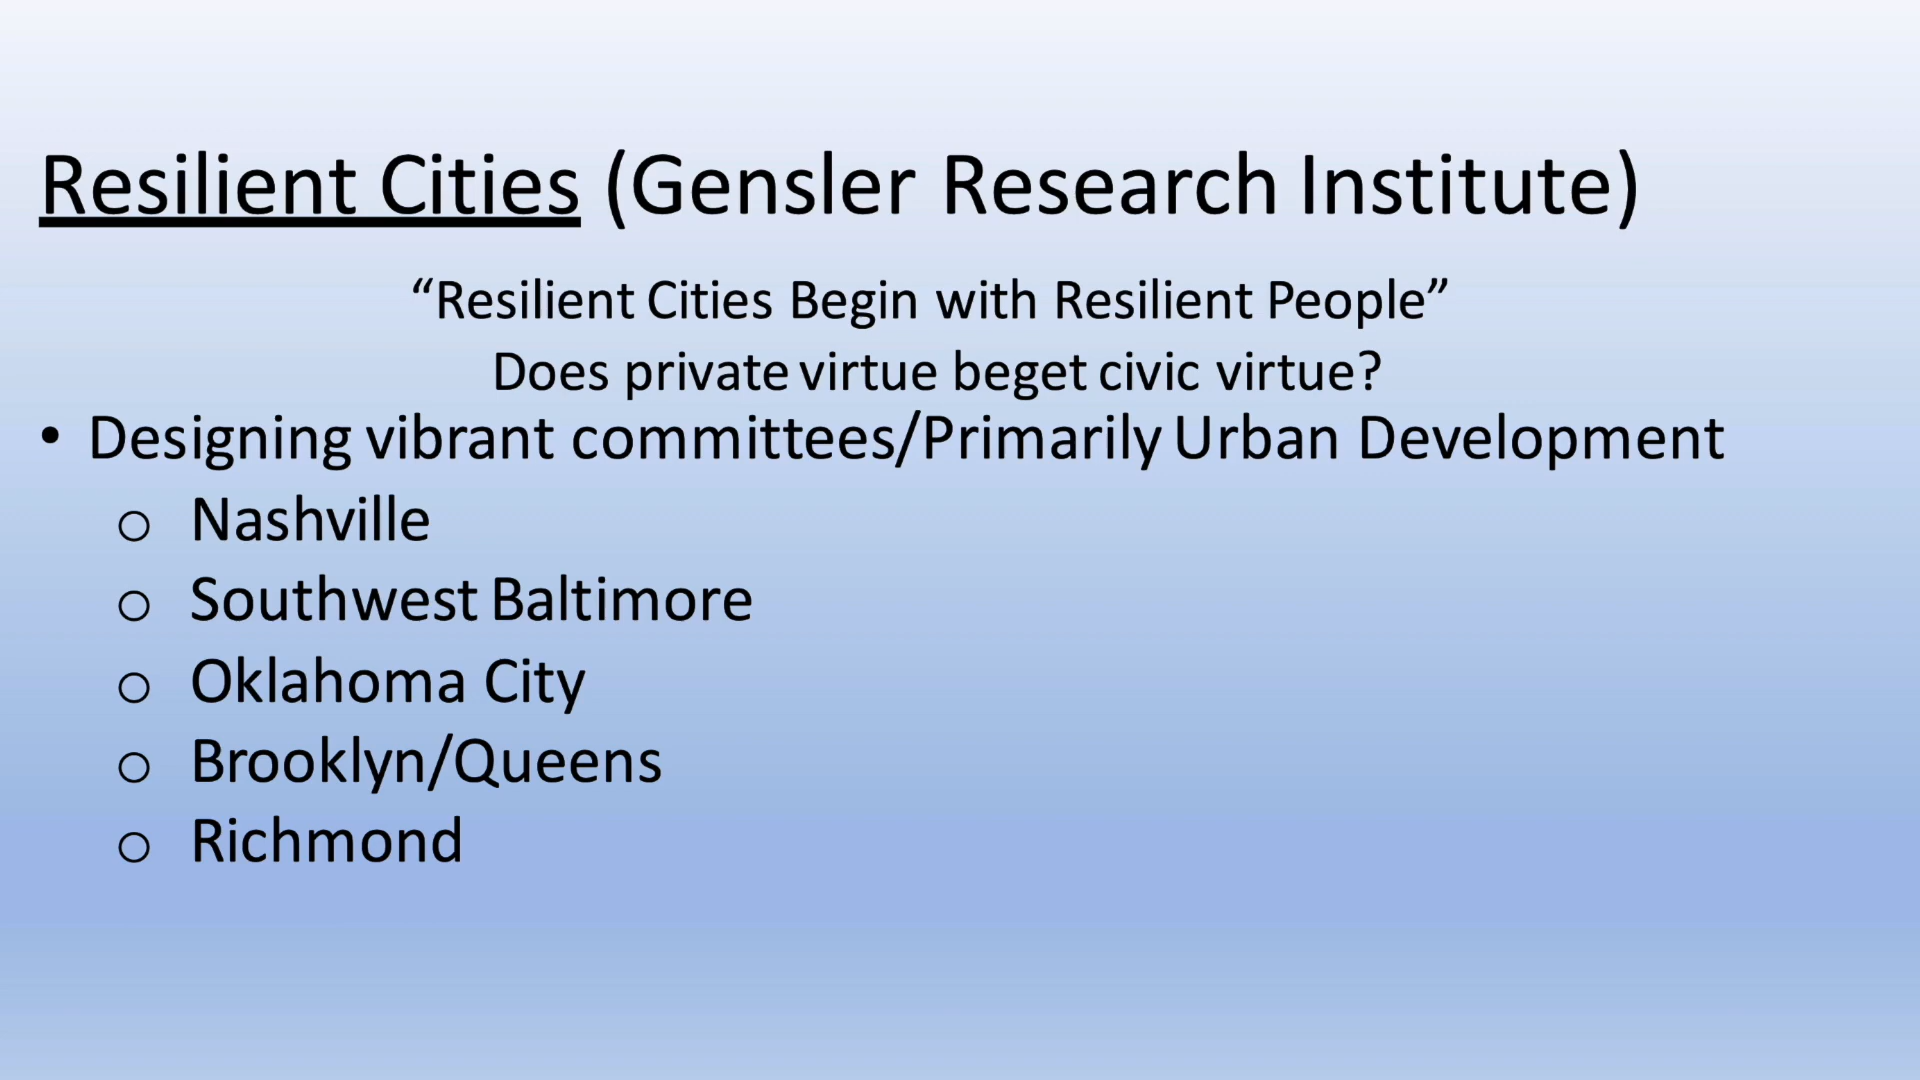 Resilient Cities (Gensler Research Institute)
“Resilient Cities Begin with Resilient People”
Does private virtue beget civic virtue?
• Designing vibrant committees/Primarily Urban Development
o Nashville
o Southwest Baltimore
o Oklahoma City
o Brooklyn/Queens
o Richmond